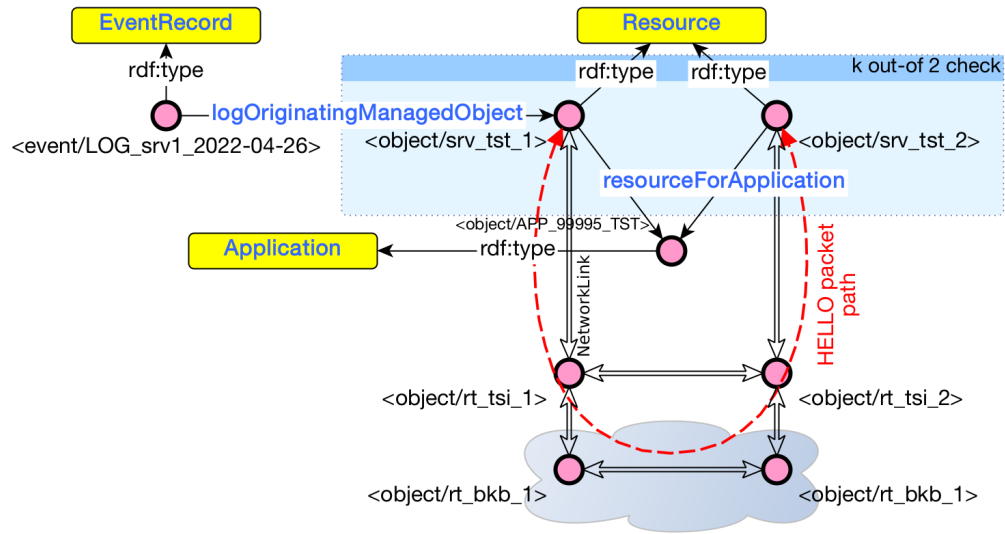 EventRecord
Resource
k out-of 2 check
rdf:type
rdf:type
rdf:type
logOriginatingManagedObject
<event/LOG_srv1_2022-04-26>
<object/srv_tst_1>
<object/srv_tst_2>
resourceForApplication
<object/APP_99995_TST>
Application
rdf:type
NetworkLink
HELLO packet
path
<object/rt_tsi_1>
<object/rt_tsi_2>
<object/rt_bkb_1>
<object/rt_bkb_1>